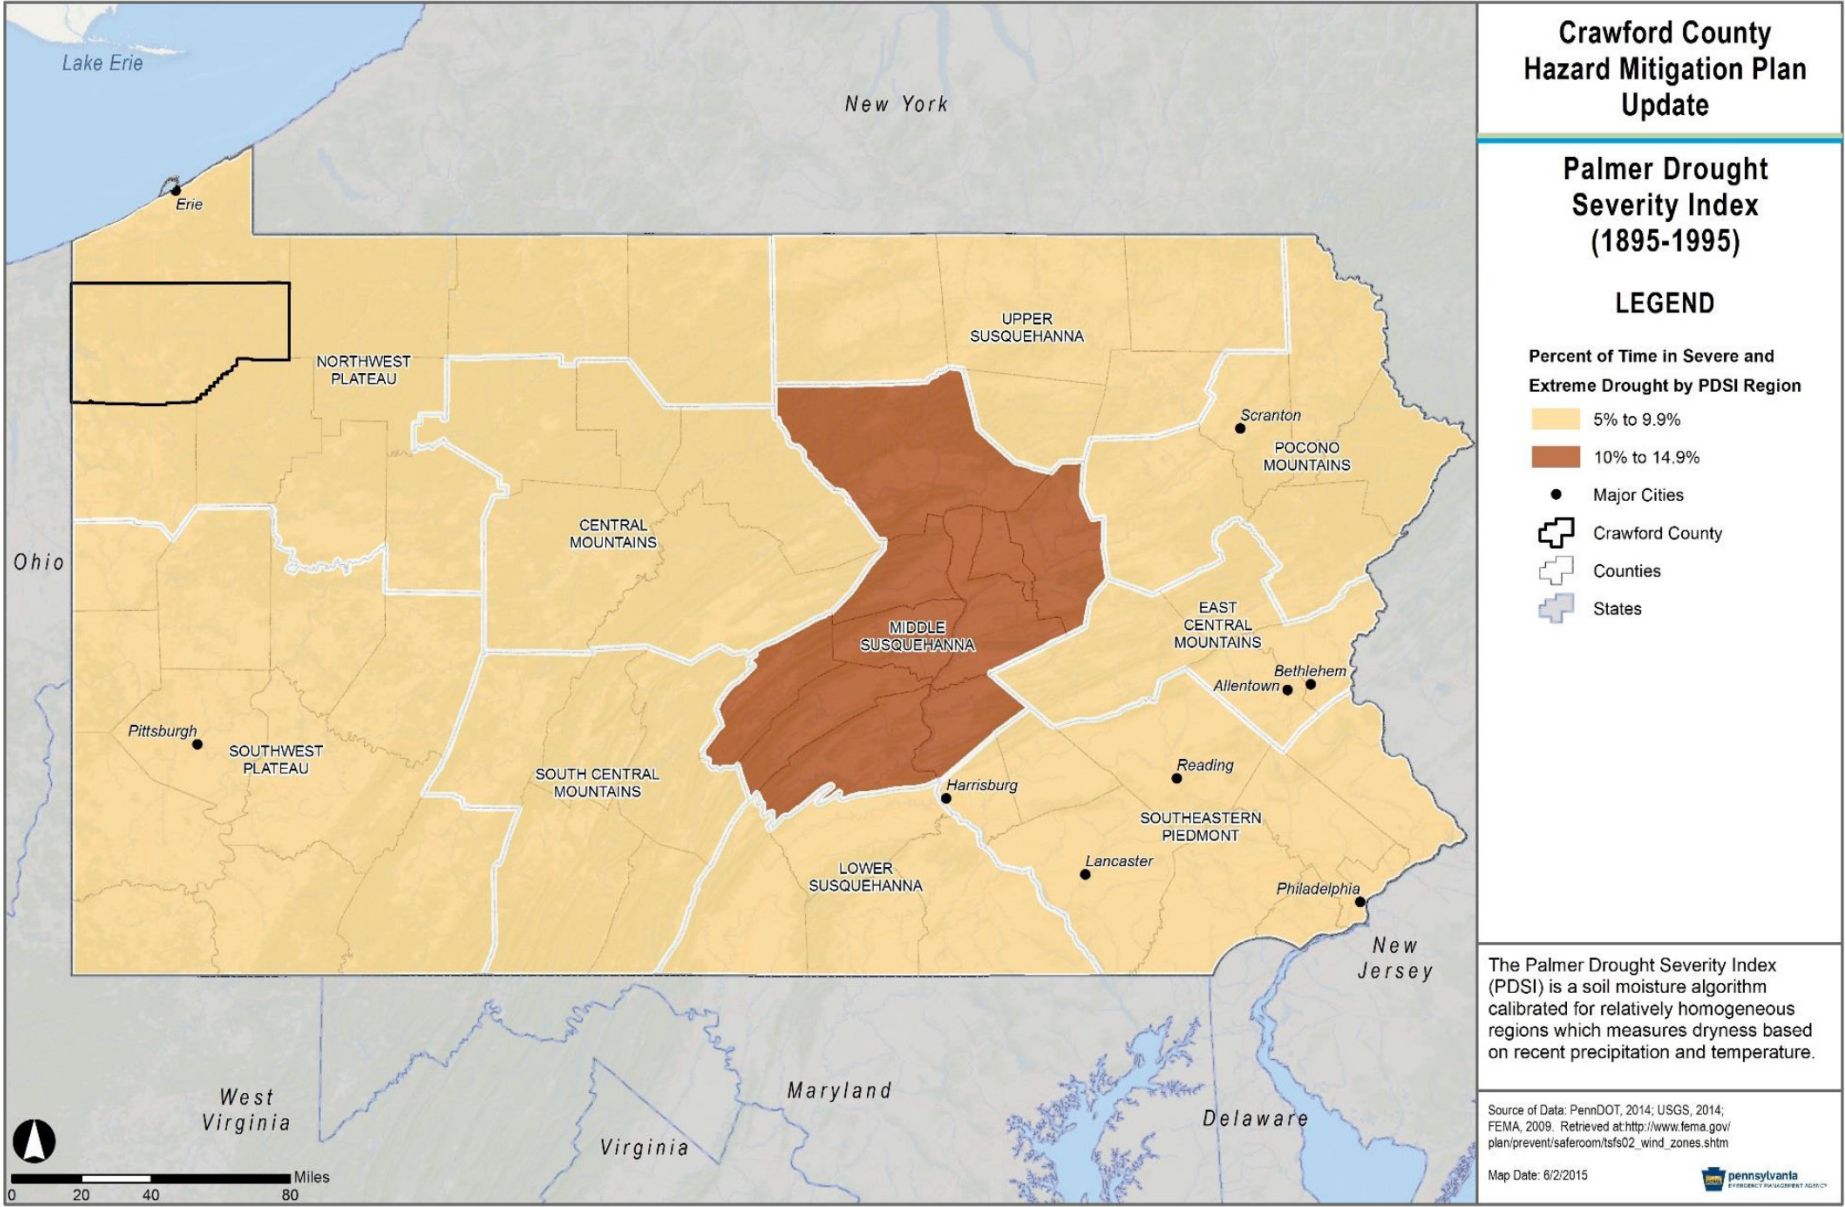 Lake Erie
New York
Erie
UPPER
SUSQUEHANNA
NORTHWEST
PLATEAU
Scranton
POCONO
MOUNTAINS
CENTRAL
MOUNTAINS
Ohio
EAST
CENTRAL
MOUNTAINS
MIDDLE
SUSQUEHANNA
Bethlehem
Allentown
Pittsburgh
SOUTHWEST
PLATEAU
SOUTH CENTRAL
MOUNTAINS
Reading
Harrisburg
SOUTHEASTERN
PIEDMONT
LOWER
SUSQUEHANNA
Lancaster
Philadelphia
New
Jersey
West
Virginia
Maryland
Delaware
Virginia
Miles
0 20 40 80
Crawford County
Hazard Mitigation Plan
Update
Palmer Drought
Severity Index
(1895-1995)
LEGEND
Percent of Time in Severe and
Extreme Drought by PDSI Region
5% to 9.9%
10% to 14.9%
Major Cities
Crawford County
Counties
States
The Palmer Drought Severity Index
(PDSI) is a soil moisture algorithm
calibrated for relatively homogeneous
regions which measures dryness based
on recent precipitation and temperature.
Source of Data: PennDOT, 2014; USGS, 2014;
FEMA, 2009. Retrieved at:http://www.fema.gov/
plan/prevent/saferoom/tsfs02_wind_zones.shtm
Map Date: 6/2/2015
pennsylvania
EMERGENCY MANAGEMENT AGENCY